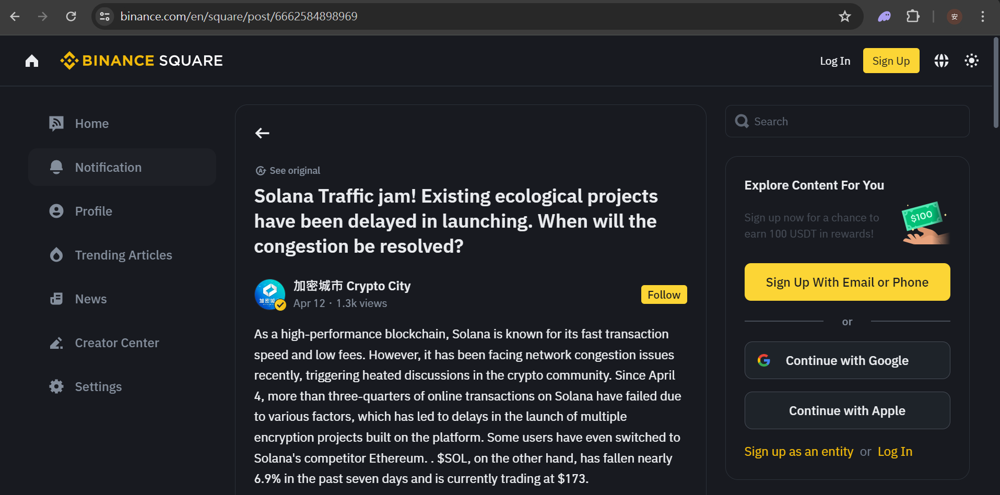 binance.com/en/square/post/6662584898969
安
BINANCE SQUARE
Log In
Sign Up
Home
Notification
Profile
Trending Articles
News
Creator Center
Settings
See original
Solana Traffic jam! Existing ecological projects
have been delayed in launching. When will the
congestion be resolved?
加密城市 Crypto City
Apr 12 · 1.3k views
Follow
As a high-performance blockchain, Solana is known for its fast transaction
speed and low fees. However, it has been facing network congestion issues
recently, triggering heated discussions in the crypto community. Since April
4, more than three-quarters of online transactions on Solana have failed due
to various factors, which has led to delays in the launch of multiple
encryption projects built on the platform. Some users have even switched to
Solana's competitor Ethereum. . $SOL, on the other hand, has fallen nearly
6.9% in the past seven days and is currently trading at $173.
Search
Explore Content For You
Sign up now for a chance to
earn 100 USDT in rewards!
$100
Sign Up With Email or Phone
or
Continue with Google
Continue with Apple
Sign up as an entity or Log In